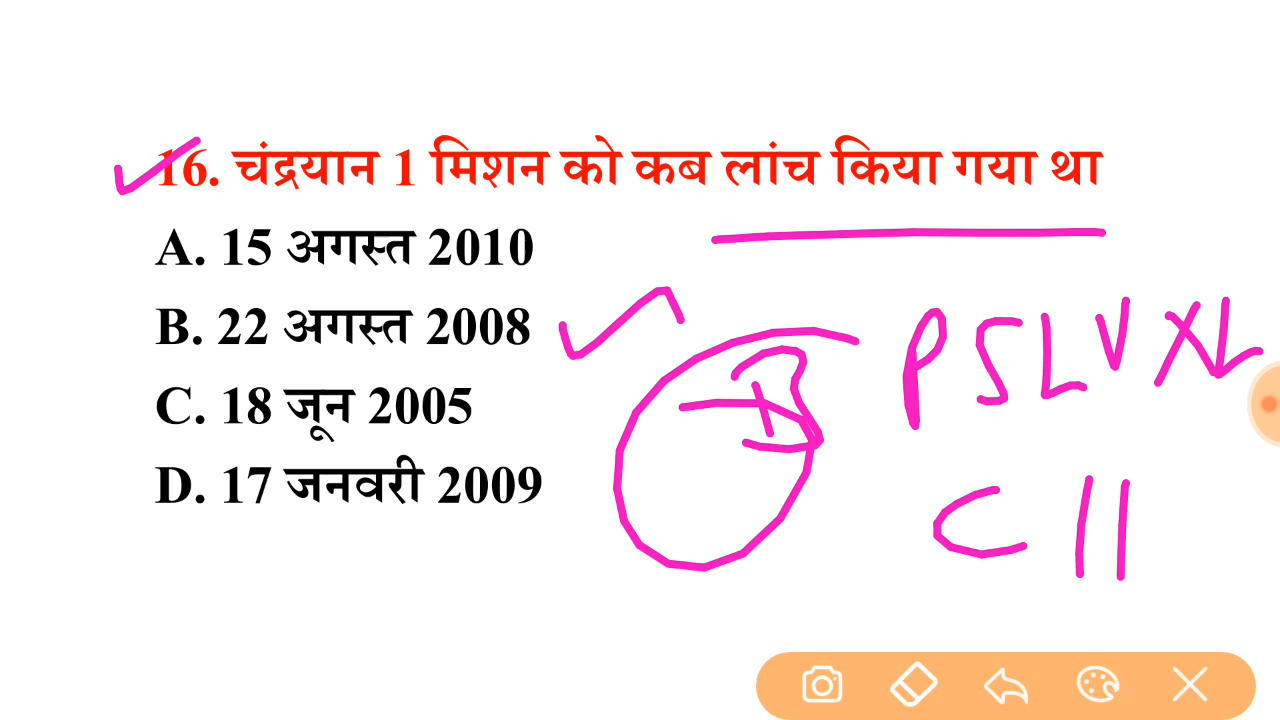 16. चंद्रयान 1 मिशन को कब लांच किया गया था
A. 15 अगस्त 2010
B. 22 अगस्त 2008
C. 18 जून 2005
D. 17 जनवरी 2009
PSLV XL
C 11